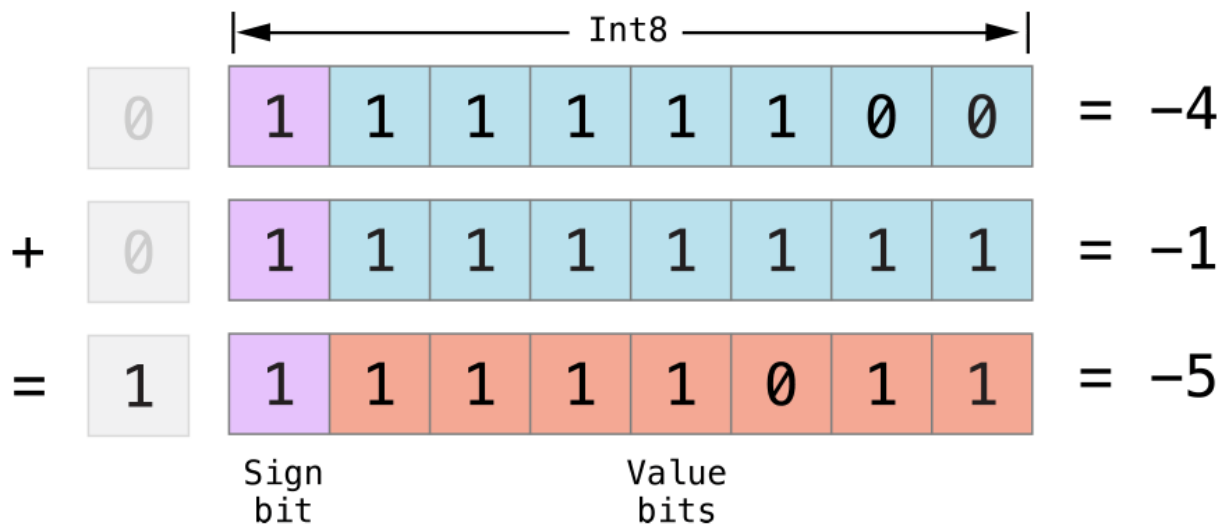 Int8
0 1 1 1 1 1 1 0 0 = −4
+ 0 1 1 1 1 1 1 1 1 = −1
= 1 1 1 1 1 1 0 1 1 = −5
Sign bit
Value bits